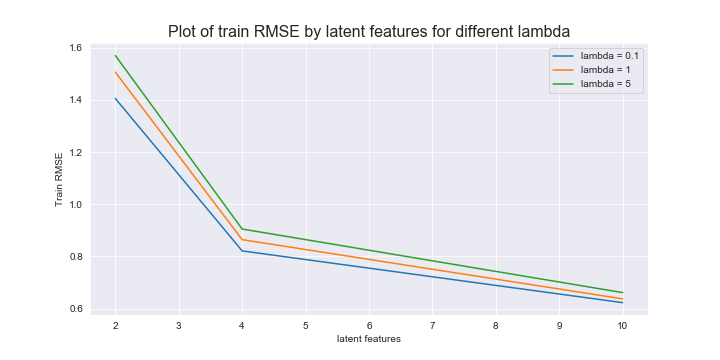 Plot of train RMSE by latent features for different lambda
1.6
1.4
1.2
1.0
0.8
0.6
Train RMSE
lambda = 0.1
lambda = 1
lambda = 5
2 3 4 5 6 7 8 9 10
latent features